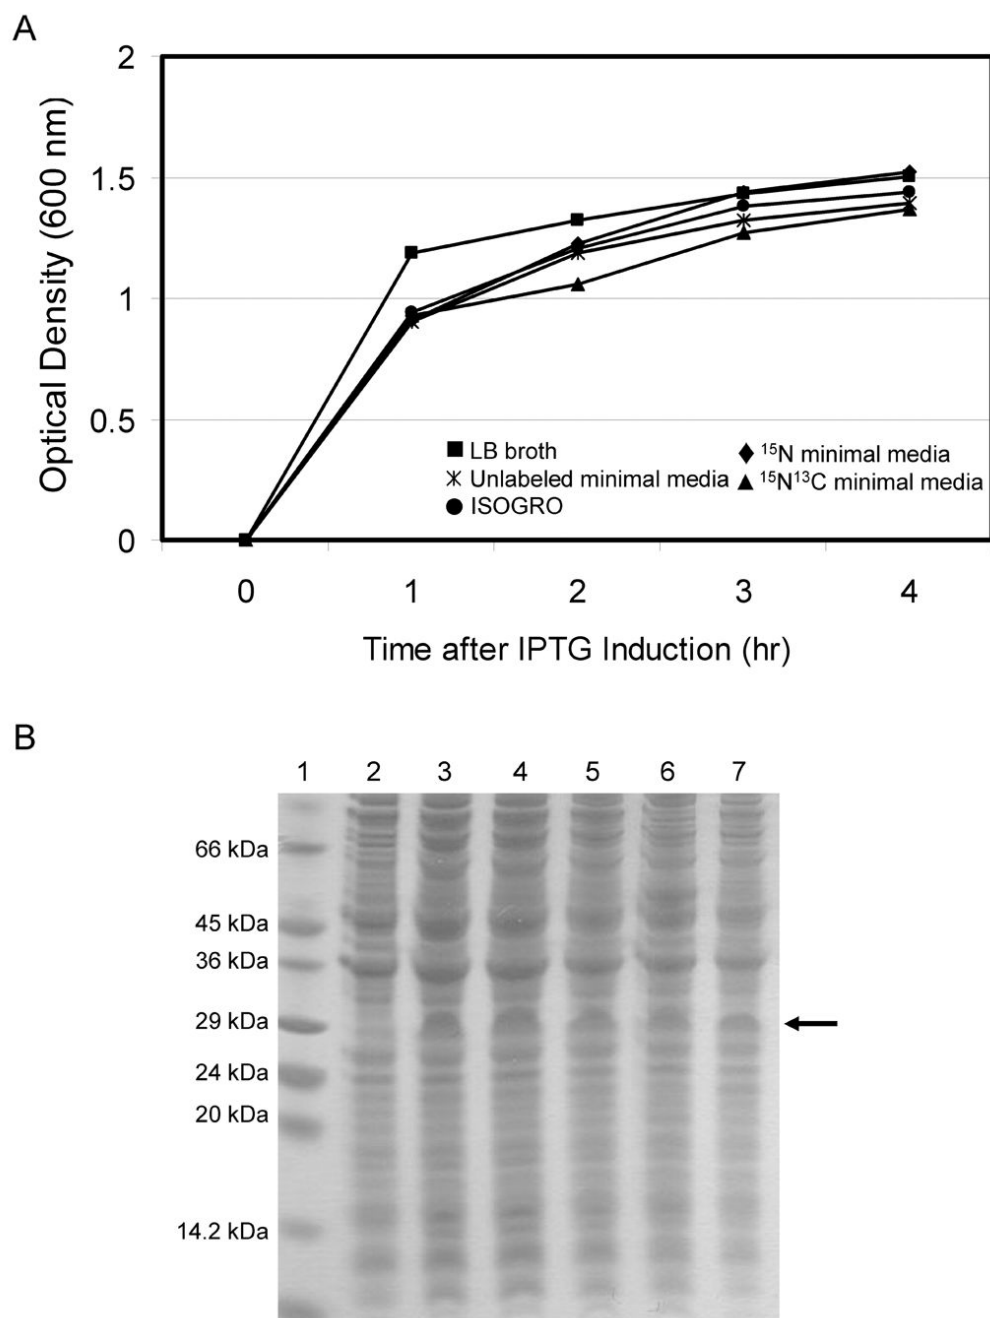 A
2
1.5
1
0.5
0
Optical Density (600 nm)
LB broth
Unlabeled minimal media
ISOGRO
¹⁵N minimal media
¹⁵N¹³C minimal media
0 1 2 3 4
Time after IPTG Induction (hr)
B
1 2 3 4 5 6 7
66 kDa
45 kDa
36 kDa
29 kDa
24 kDa
20 kDa
14.2 kDa